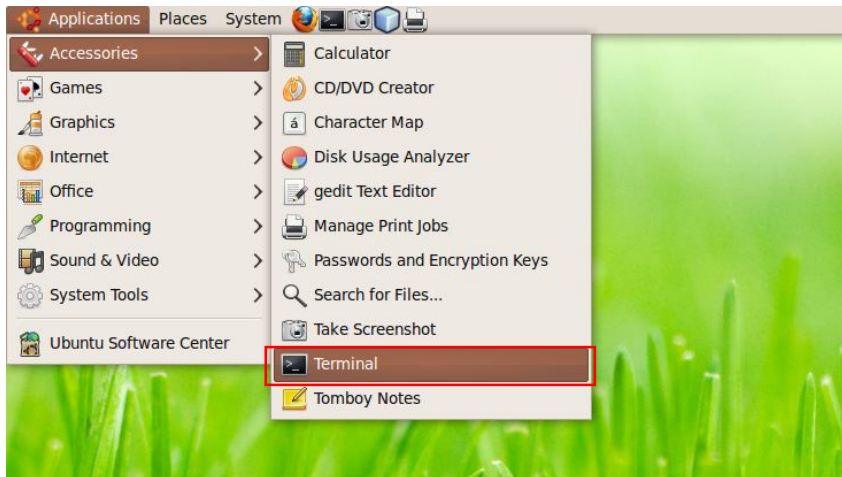 Applications Places System
Accessories
Games
Graphics
Internet
Office
Programming
Sound & Video
System Tools
Ubuntu Software Center
Calculator
CD/DVD Creator
á Character Map
Disk Usage Analyzer
gedit Text Editor
Manage Print Jobs
Passwords and Encryption Keys
Search for Files...
Take Screenshot
>_ Terminal
Tomboy Notes